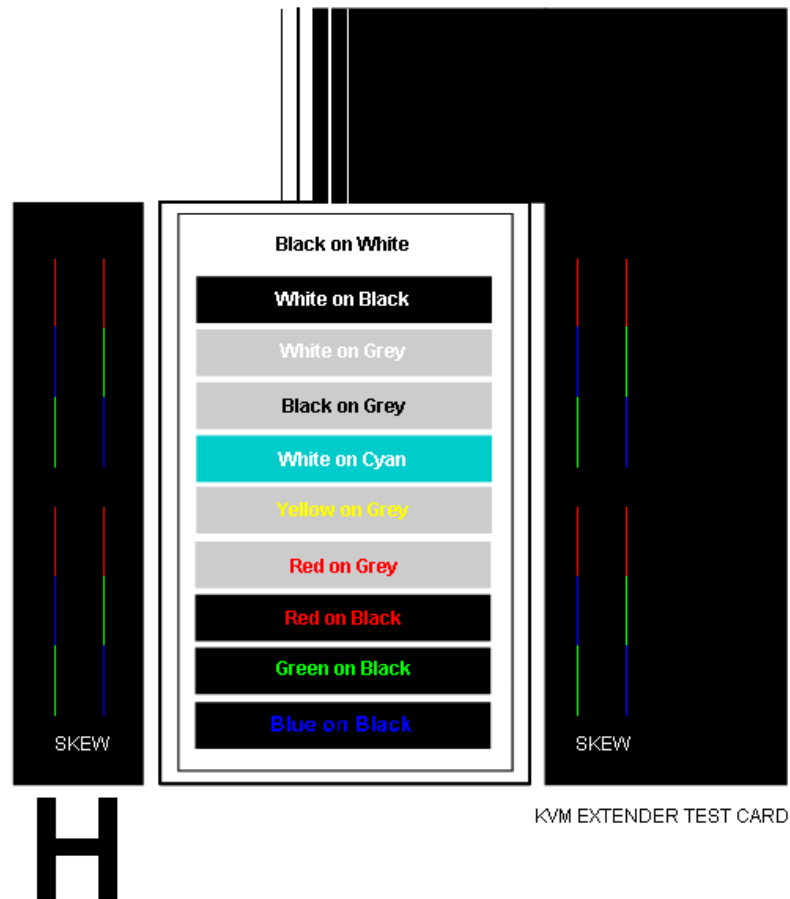 Black on White
White on Black
White on Grey
Black on Grey
White on Cyan
Yellow on Grey
Red on Grey
Red on Black
Green on Black
Blue on Black
SKEW
SKEW
KVM EXTENDER TEST CARD
H